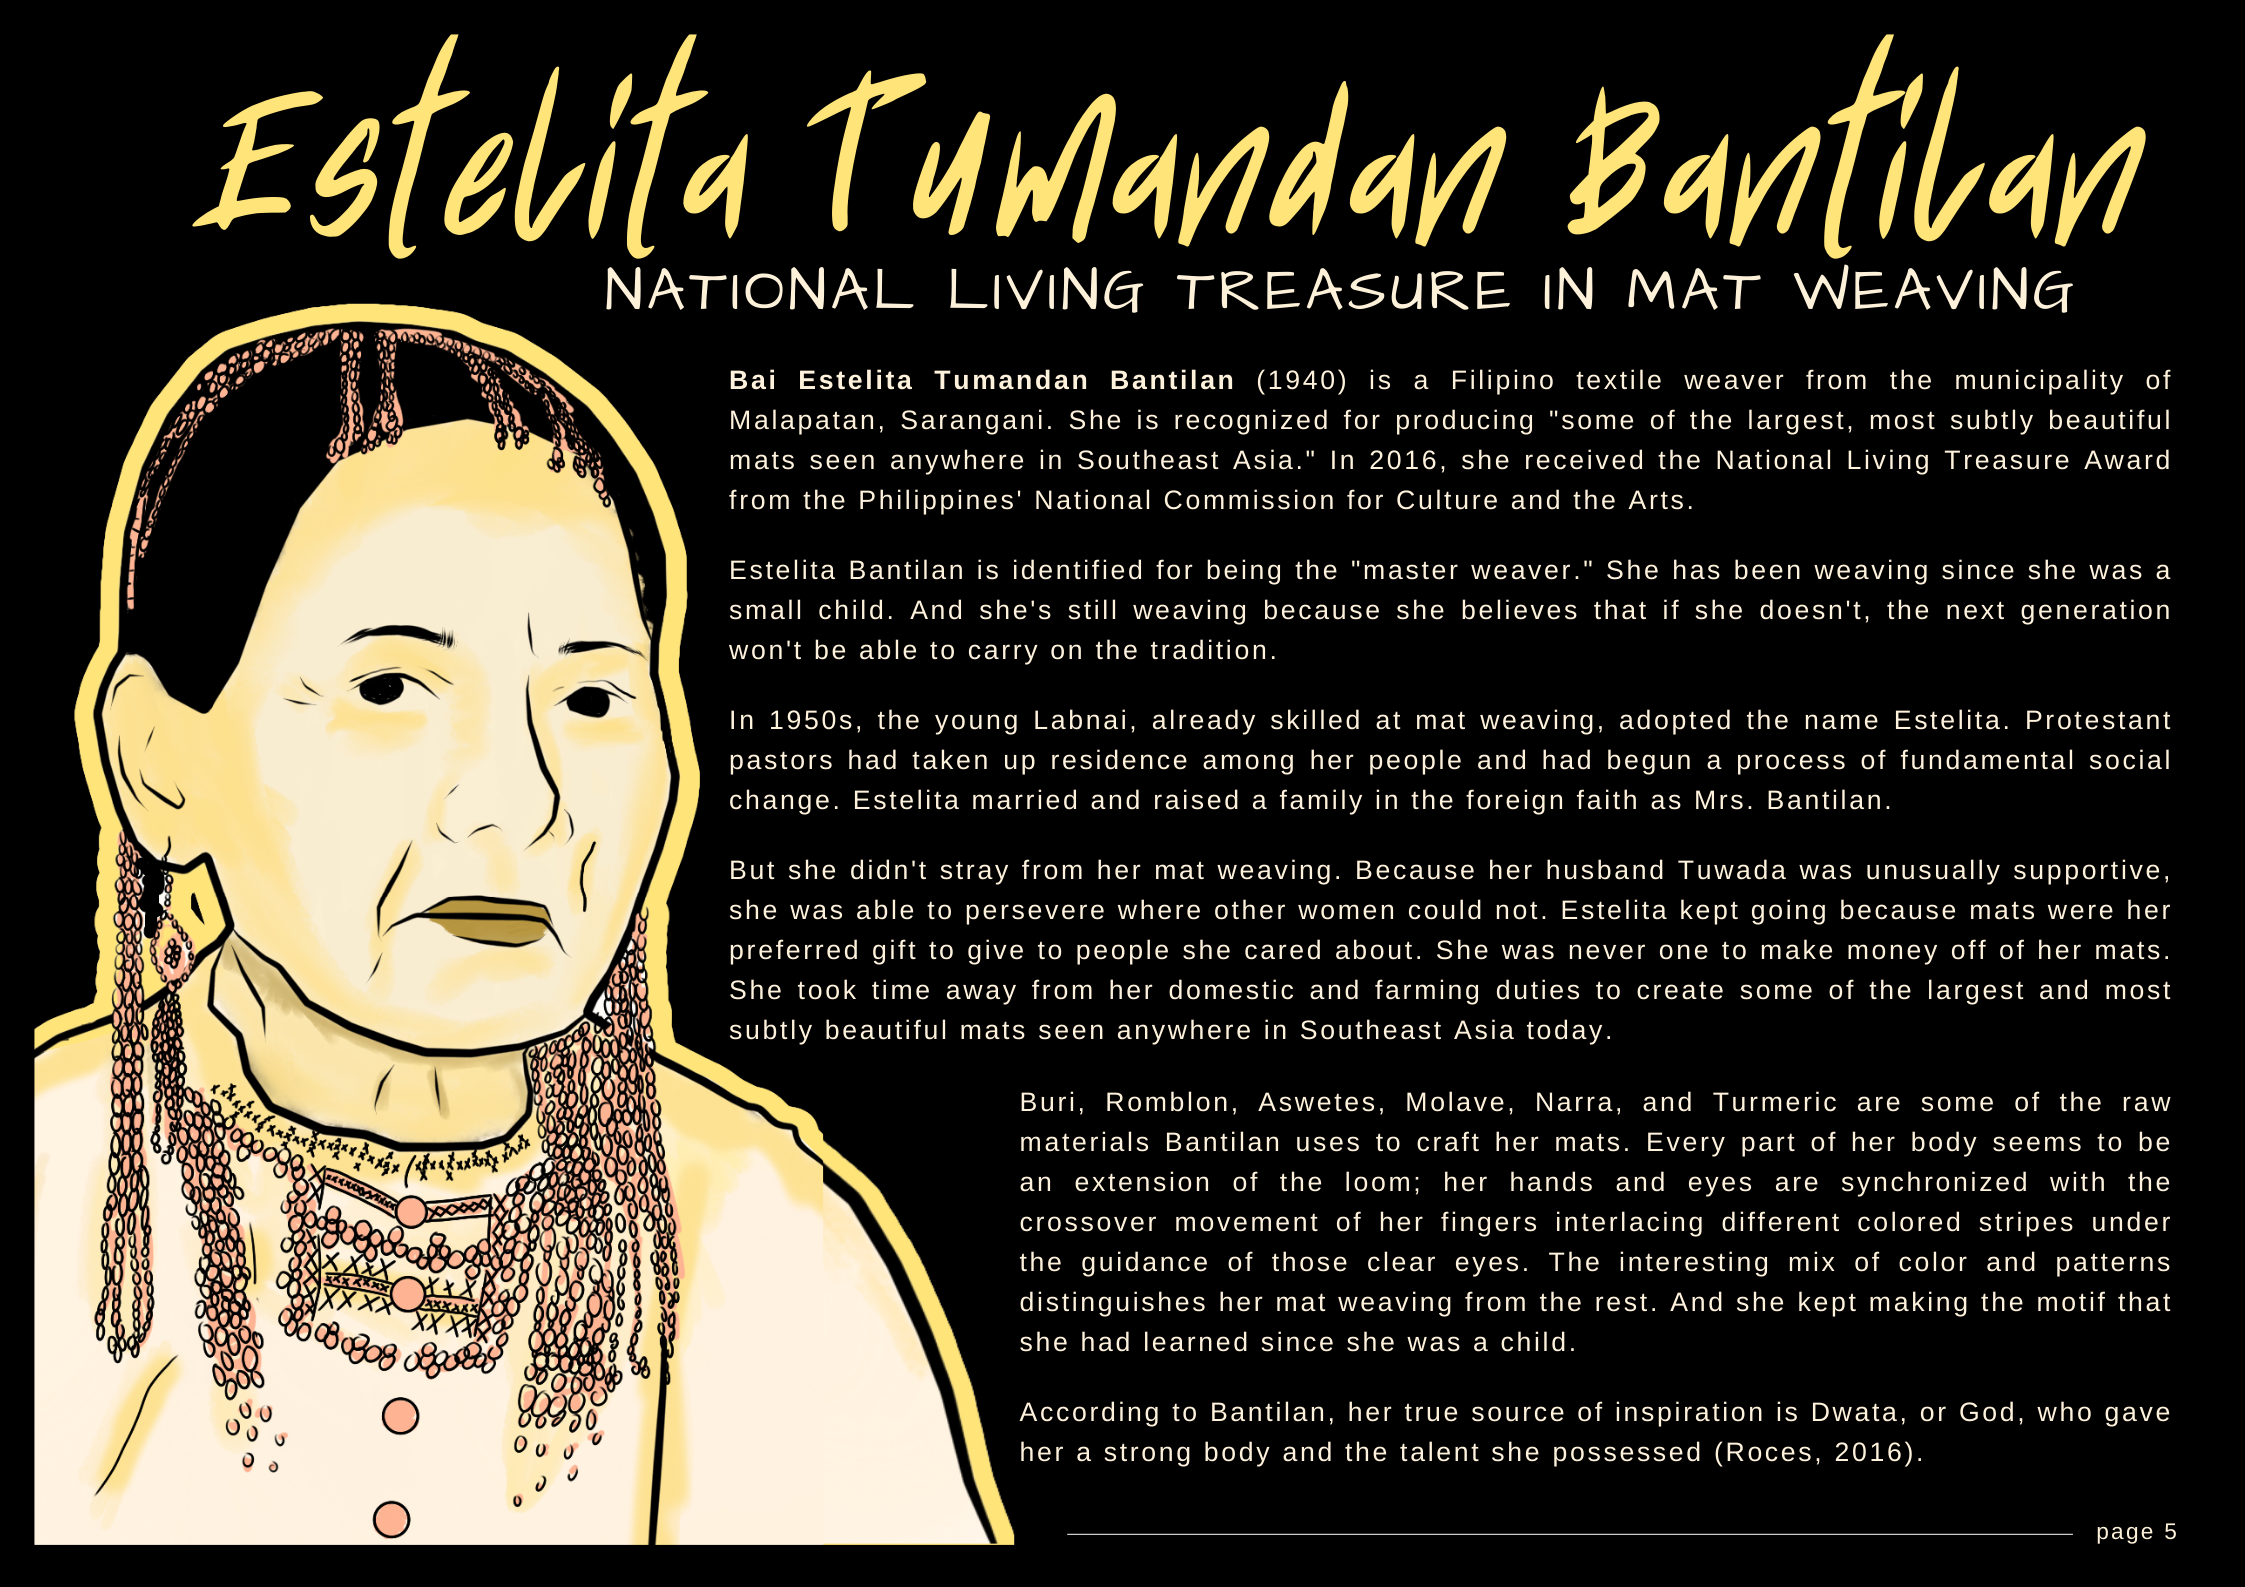 Estelita Tumandan Bantilan
NATIONAL LIVING TREASURE IN MAT WEAVING
Bai Estelita Tumandan Bantilan (1940) is a Filipino textile weaver from the municipality of
Malapatan, Sarangani. She is recognized for producing "some of the largest, most subtly beautiful
mats seen anywhere in Southeast Asia." In 2016, she received the National Living Treasure Award
from the Philippines' National Commission for Culture and the Arts.
Estelita Bantilan is identified for being the "master weaver." She has been weaving since she was a
small child. And she's still weaving because she believes that if she doesn't, the next generation
won't be able to carry on the tradition.
In 1950s, the young Labnai, already skilled at mat weaving, adopted the name Estelita. Protestant
pastors had taken up residence among her people and had begun a process of fundamental social
change. Estelita married and raised a family in the foreign faith as Mrs. Bantilan.
But she didn't stray from her mat weaving. Because her husband Tuwada was unusually supportive,
she was able to persevere where other women could not. Estelita kept going because mats were her
preferred gift to give to people she cared about. She was never one to make money off of her mats.
She took time away from her domestic and farming duties to create some of the largest and most
subtly beautiful mats seen anywhere in Southeast Asia today.
Buri, Romblon, Aswetes, Molave, Narra, and Turmeric are some of the raw
materials Bantilan uses to craft her mats. Every part of her body seems to be
an extension of the loom; her hands and eyes are synchronized with the
crossover movement of her fingers interlacing different colored stripes under
the guidance of those clear eyes. The interesting mix of color and patterns
distinguishes her mat weaving from the rest. And she kept making the motif that
she had learned since she was a child.
According to Bantilan, her true source of inspiration is Dwata, or God, who gave
her a strong body and the talent she possessed (Roces, 2016).
page 5